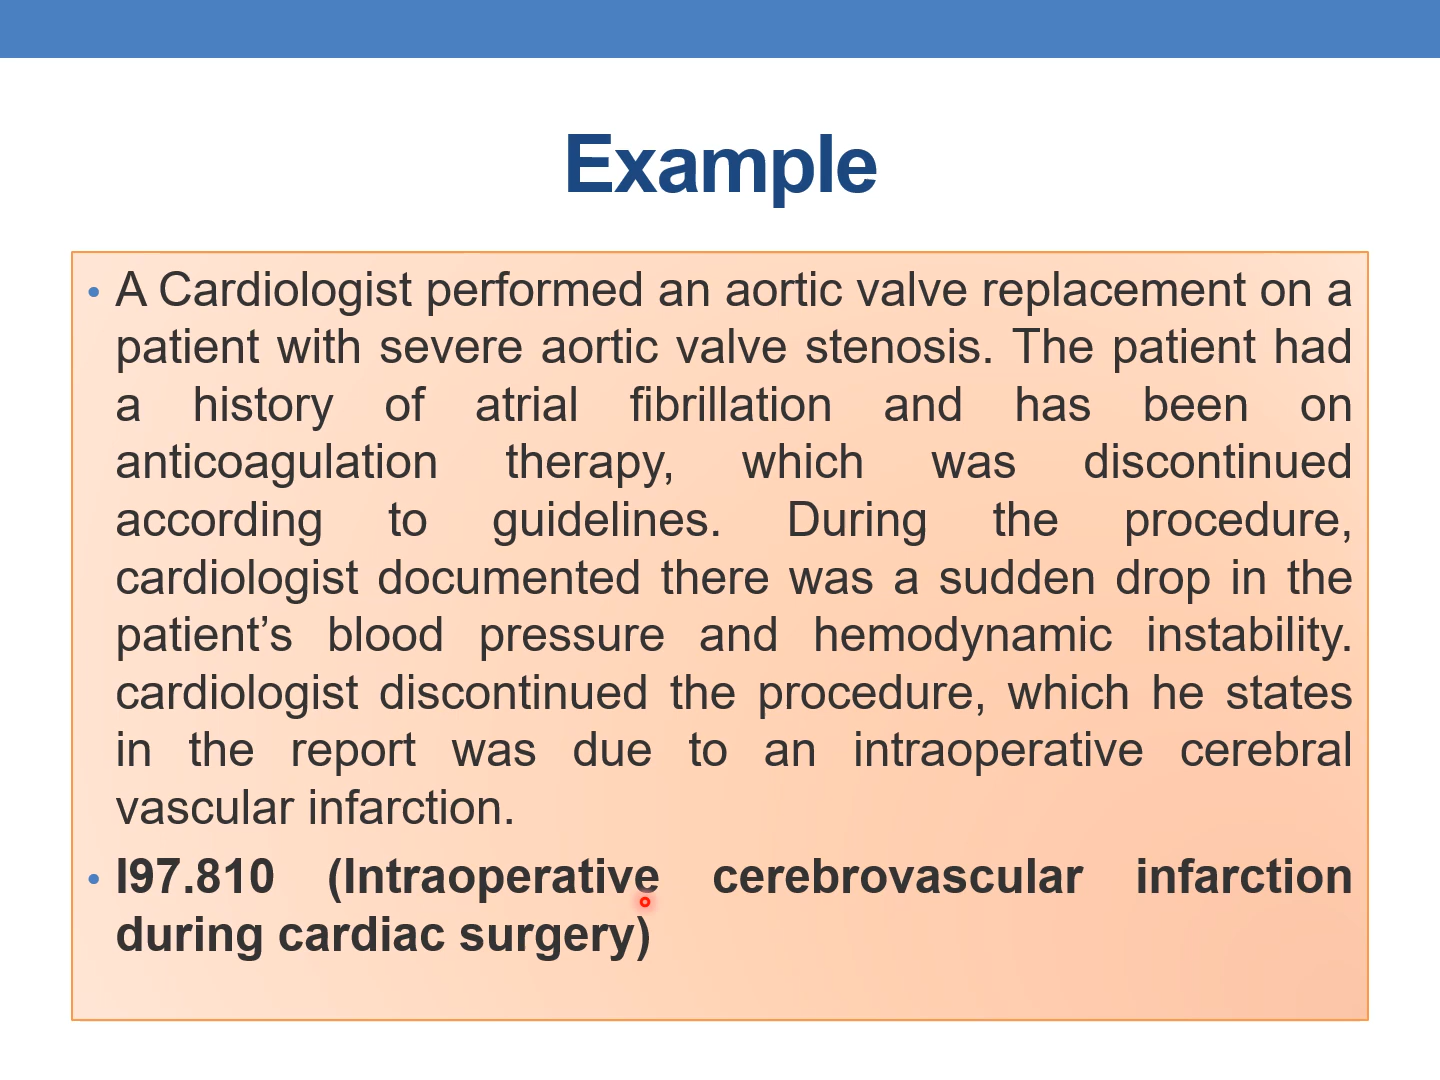 Example
• A Cardiologist performed an aortic valve replacement on a
patient with severe aortic valve stenosis. The patient had
a history of atrial fibrillation and has been on
anticoagulation therapy, which was discontinued
according to guidelines. During the procedure,
cardiologist documented there was a sudden drop in the
patient’s blood pressure and hemodynamic instability.
cardiologist discontinued the procedure, which he states
in the report was due to an intraoperative cerebral
vascular infarction.
• I97.810 (Intraoperative cerebrovascular infarction
during cardiac surgery)